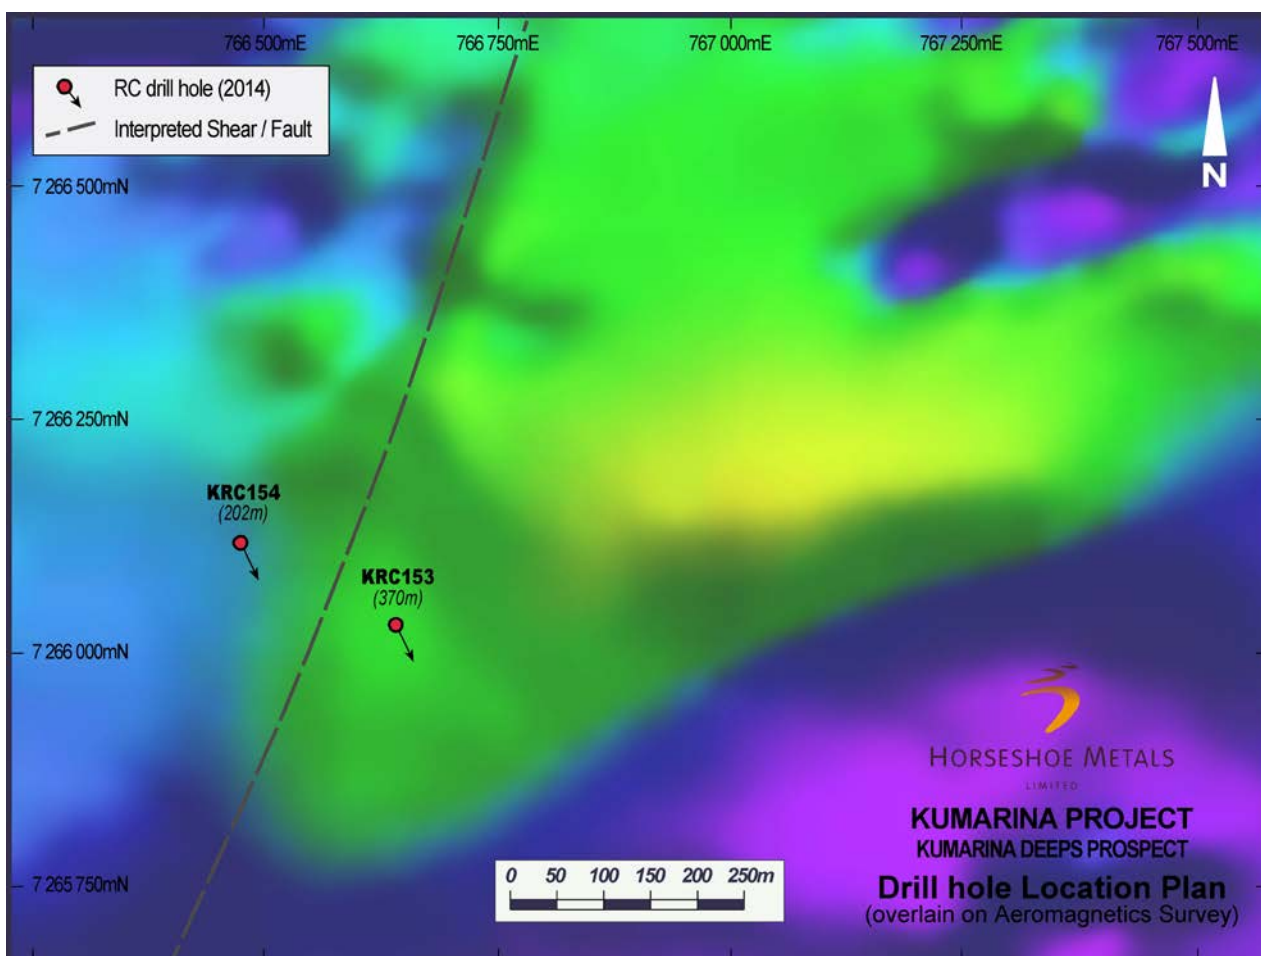 766 500mE 766 750mE 767 000mE 767 250mE 767 500mE
RC drill hole (2014)
Interpreted Shear / Fault
N
7 266 500mN
7 266 250mN
KRC154
(202m)
KRC153
(370m)
7 266 000mN
HORSESHOE METALS
LIMITED
KUMARINA PROJECT
KUMARINA DEEPS PROSPECT
7 265 750mN
0 50 100 150 200 250m
Drill hole Location Plan
(overlain on Aeromagnetics Survey)